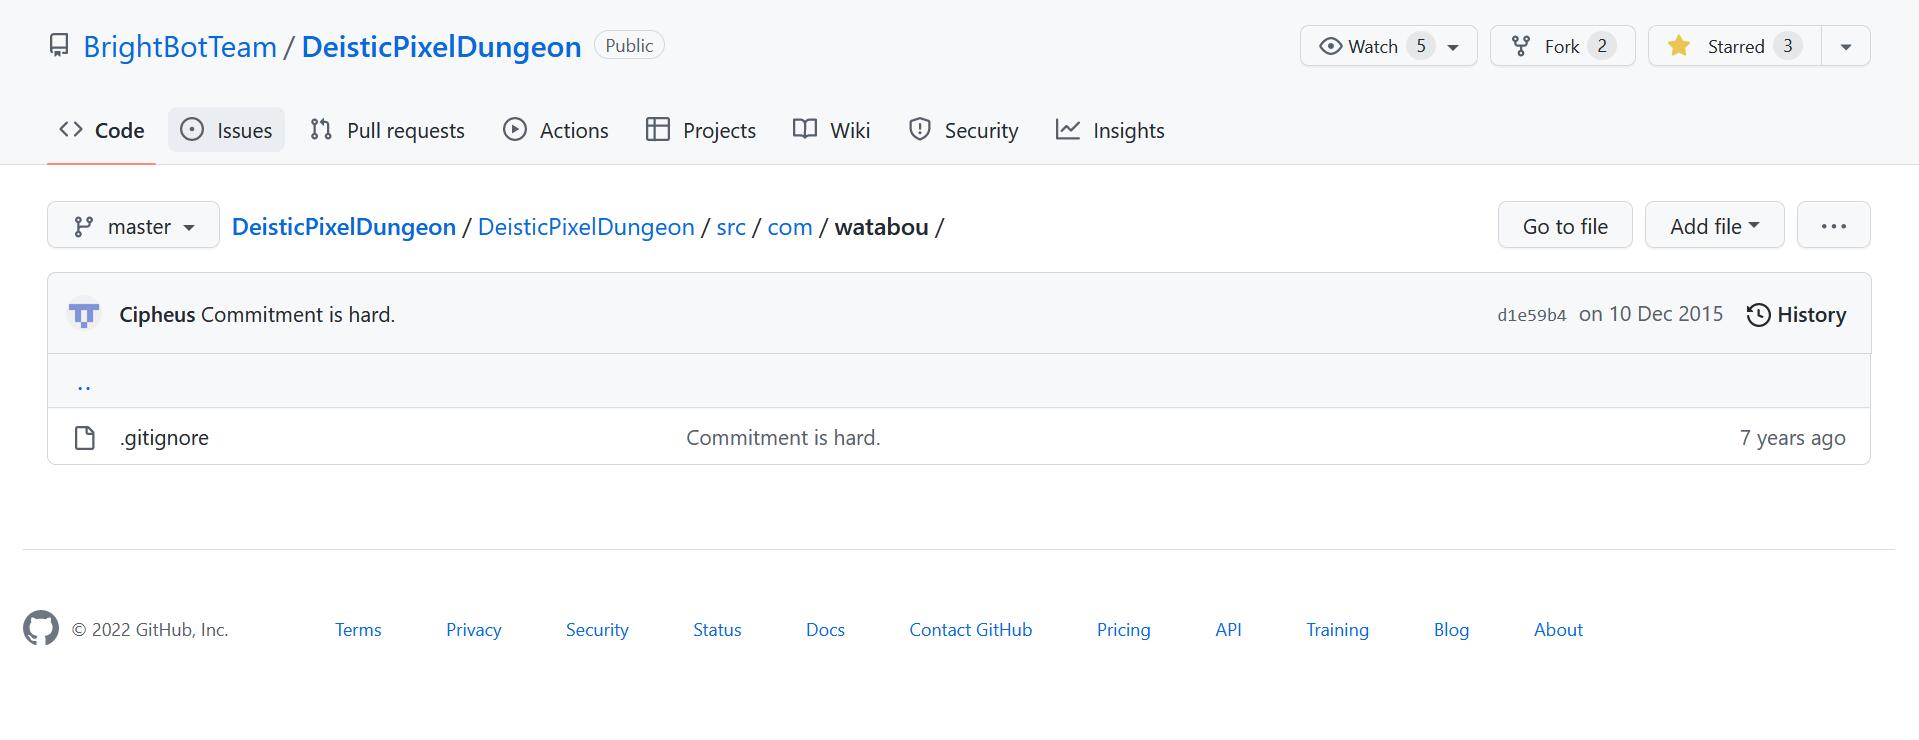 BrightBotTeam / DeisticPixelDungeon Public Watch 5 Fork 2 Starred 3
Code Issues Pull requests Actions Projects Wiki Security Insights
master DeisticPixelDungeon / DeisticPixelDungeon / src / com / watabou / Go to file Add file ...
Cipheus Commitment is hard. d1e59b4 on 10 Dec 2015 History
..
.gitignore Commitment is hard. 7 years ago
© 2022 GitHub, Inc. Terms Privacy Security Status Docs Contact GitHub Pricing API Training Blog About